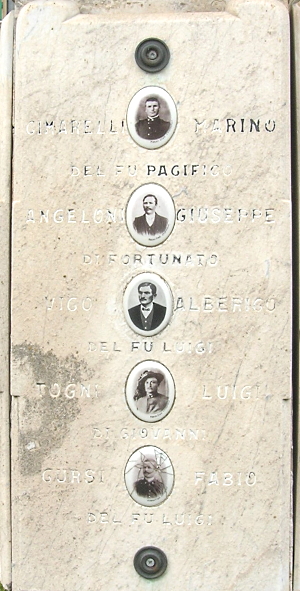 CIMARELLI MARINO
DEL FU PACIFICO
ANGELONI GIUSEPPE
DI FORTUNATO
VICO ALBERICO
DEL FU LUIGI
TOGNI LUIGI
DI GIOVANNI
CURSI FABIO
DEL FU LUIGI